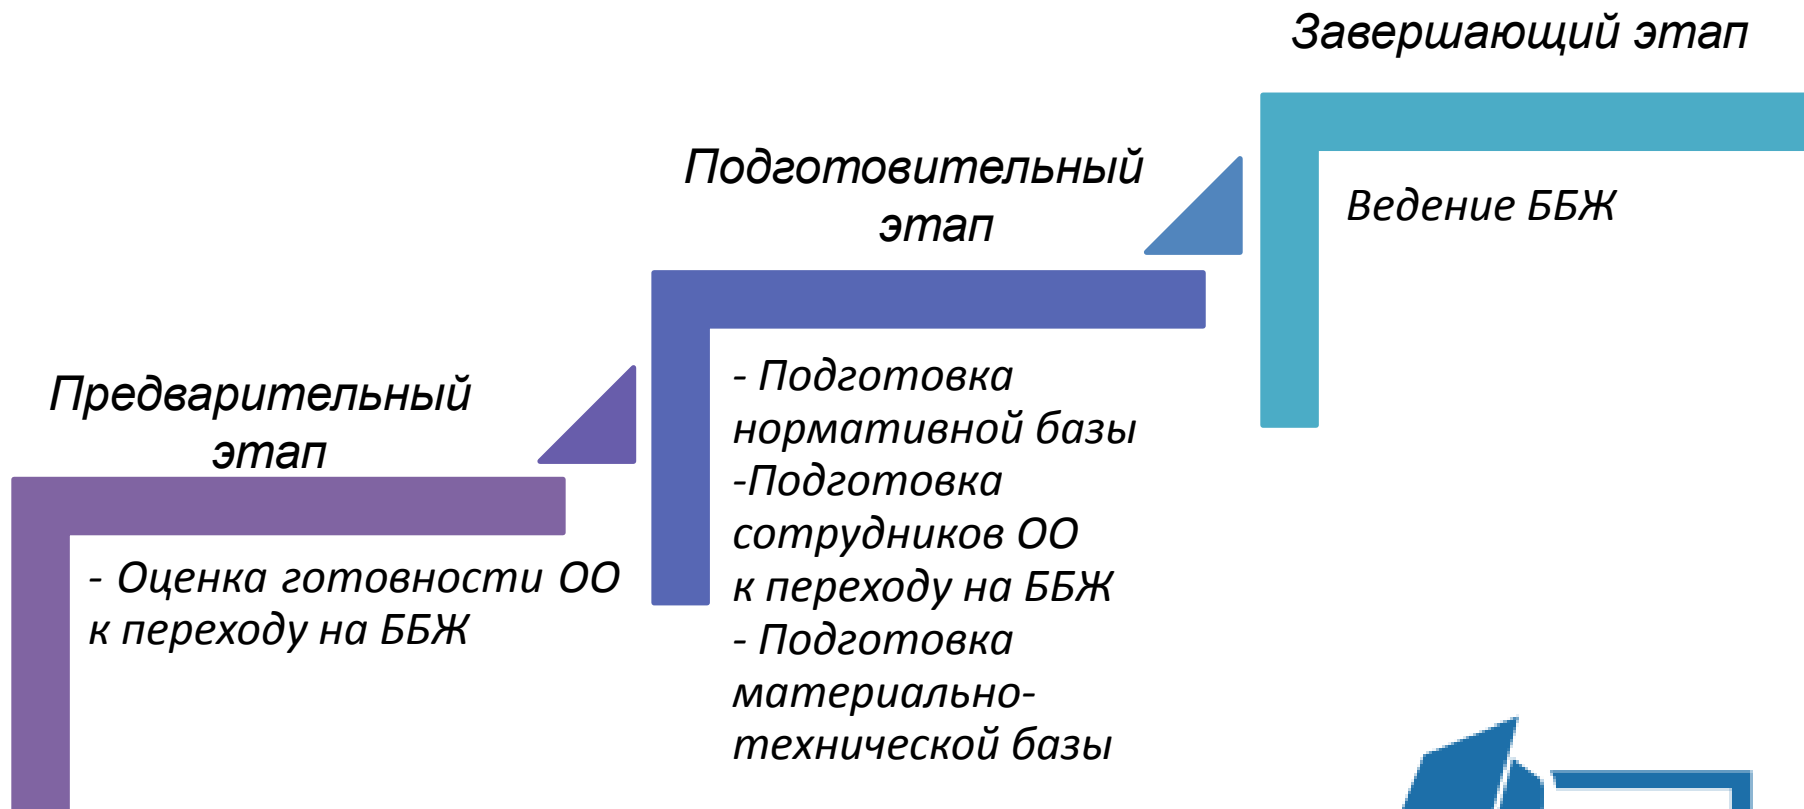 Завершающий этап
Ведение ББЖ
Подготовительный
этап
- Подготовка
нормативной базы
-Подготовка
сотрудников ОО
к переходу на ББЖ
- Подготовка
материально-
технической базы
Предварительный
этап
- Оценка готовности ОО
к переходу на ББЖ